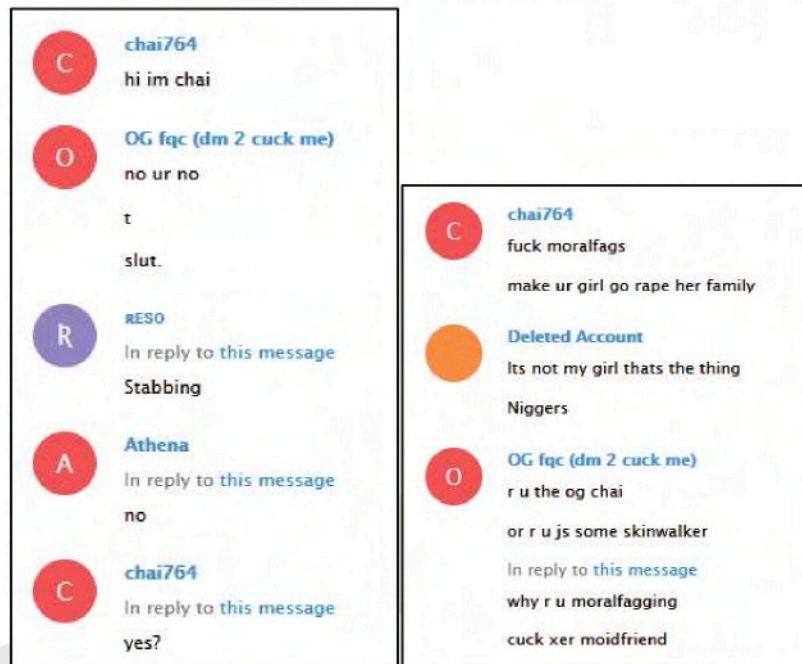 C
chai764
hi im chai
O
OG fqc (dm 2 cuck me)
no ur no
t
slut.
R
RESO
In reply to this message
Stabbing
A
Athena
In reply to this message
no
C
chai764
In reply to this message
yes?
C
chai764
fuck moralfags
make ur girl go rape her family
Deleted Account
Its not my girl thats the thing
Niggers
O
OG fqc (dm 2 cuck me)
r u the og chai
or r u js some skinwalker
In reply to this message
why r u moralfagging
cuck xer moidfriend